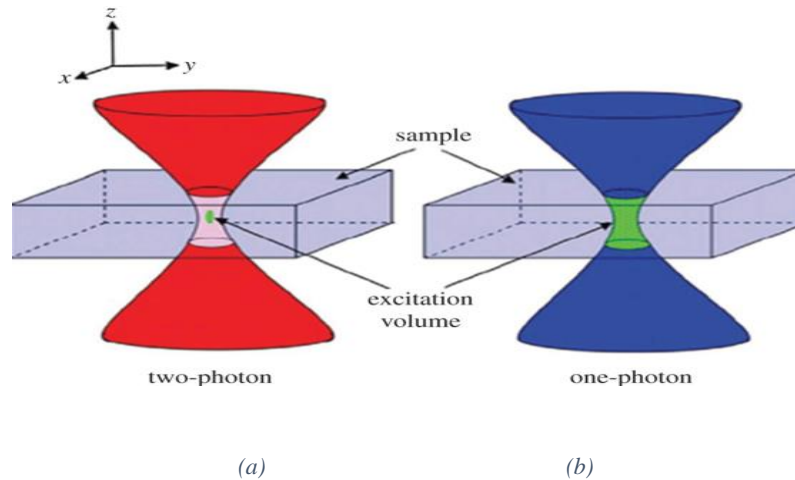 z
x
y
sample
excitation
volume
two-photon
one-photon
(a)
(b)